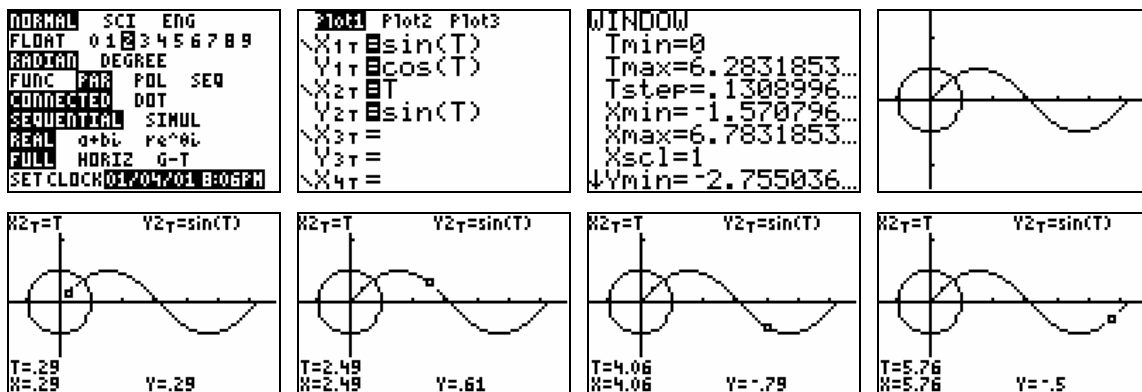 NORMAL SCI ENG
FLOAT 0 1 2 3 4 5 6 7 8 9
RADIAN DEGREE
FUNC PAR POL SEQ
CONNECTED DOT
SEQUENTIAL SIMUL
REAL a+bi re^θi
FULL HORIZ G-T
SET CLOCK 01/04/01 8:06PM
Plot1 Plot2 Plot3
\X1T=sin(T)
Y1T=cos(T)
\X2T=T
Y2T=sin(T)
\X3T=
Y3T=
\X4T=
WINDOW
Tmin=0
Tmax=6.2831853…
Tstep=.1308996…
Xmin=-1.570796…
Xmax=6.7831853…
Xscl=1
↓Ymin=-2.755036…
X2T=T Y2T=sin(T)
T=.29
X=.29 Y=.29
X2T=T Y2T=sin(T)
T=2.49
X=2.49 Y=.61
X2T=T Y2T=sin(T)
T=4.06
X=4.06 Y=-.79
X2T=T Y2T=sin(T)
T=5.76
X=5.76 Y=-.5